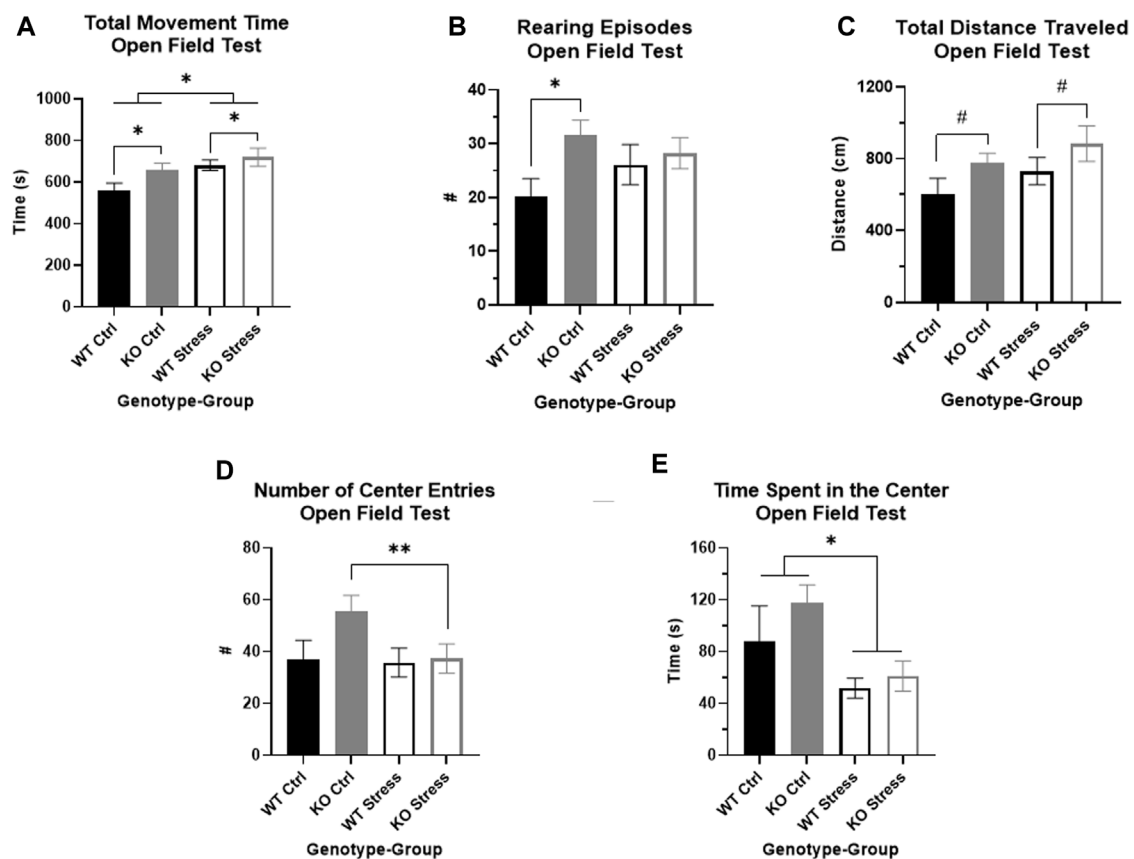 A
Total Movement Time
Open Field Test
*
*
*
1000
800
600
400
200
0
Time (s)
WT Ctrl
KO Ctrl
WT Stress
KO Stress
Genotype-Group
B
Rearing Episodes
Open Field Test
*
40
30
20
10
0
#
WT Ctrl
KO Ctrl
WT Stress
KO Stress
Genotype-Group
C
Total Distance Traveled
Open Field Test
#
#
1200
800
400
0
Distance (cm)
WT Ctrl
KO Ctrl
WT Stress
KO Stress
Genotype-Group
D
Number of Center Entries
Open Field Test
**
80
60
40
20
0
#
WT Ctrl
KO Ctrl
WT Stress
KO Stress
Genotype-Group
E
Time Spent in the Center
Open Field Test
*
160
120
80
40
0
Time (s)
WT Ctrl
KO Ctrl
WT Stress
KO Stress
Genotype-Group